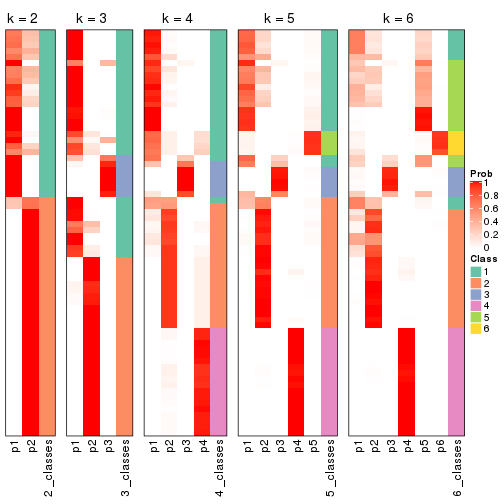 k = 2
k = 3
k = 4
k = 5
k = 6
Prob
1
0.8
0.6
0.4
0.2
0
Class
1
2
3
4
5
6
p1
p2
2_classes
p1
p2
p3
3_classes
p1
p2
p3
p4
4_classes
p1
p2
p3
p4
p5
5_classes
p1
p2
p3
p4
p5
p6
6_classes